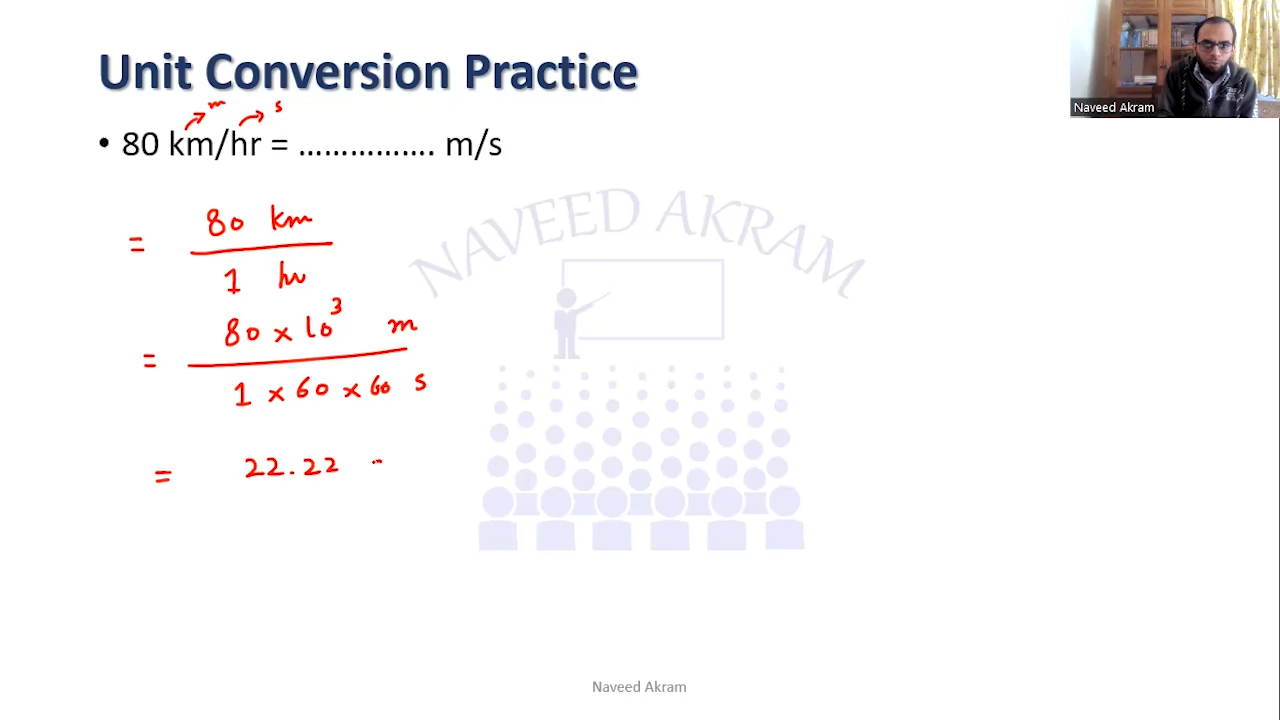 Unit Conversion Practice
m s
• 80 km/hr = ................ m/s
= 80 km
1 hr
= 80 x 10³ m
1 x 60 x 60 s
= 22.22
NAVEED AKRAM
Naveed Akram
Naveed Akram